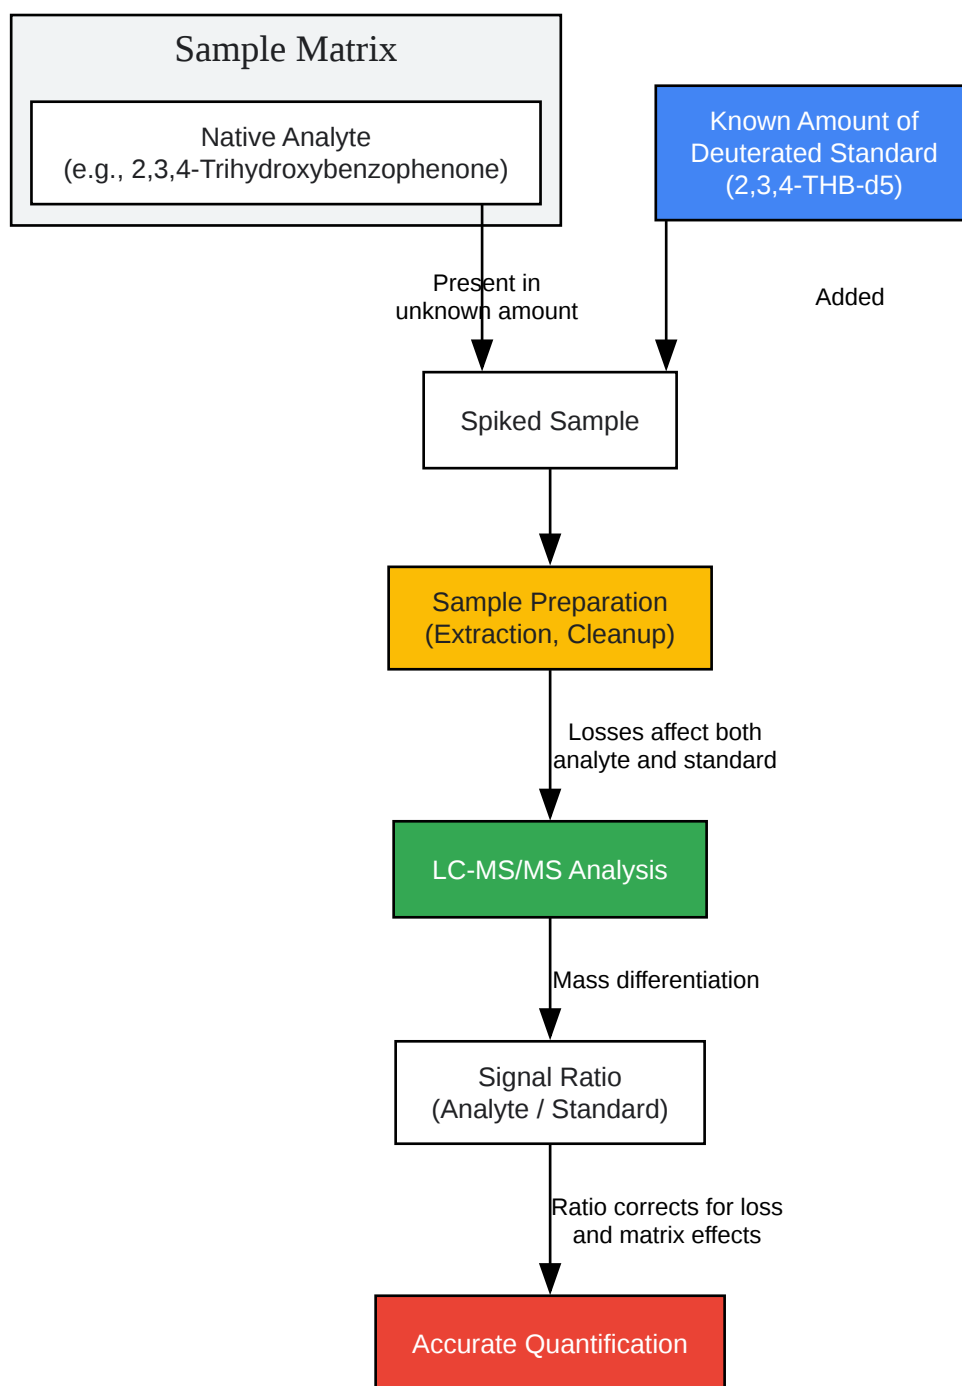 Sample Matrix
Native Analyte
(e.g., 2,3,4-Trihydroxybenzophenone)
Known Amount of
Deuterated Standard
(2,3,4-THB-d5)
Present in
unknown amount
Added
Spiked Sample
Sample Preparation
(Extraction, Cleanup)
Losses affect both
analyte and standard
LC-MS/MS Analysis
Mass differentiation
Signal Ratio
(Analyte / Standard)
Ratio corrects for loss
and matrix effects
Accurate Quantification